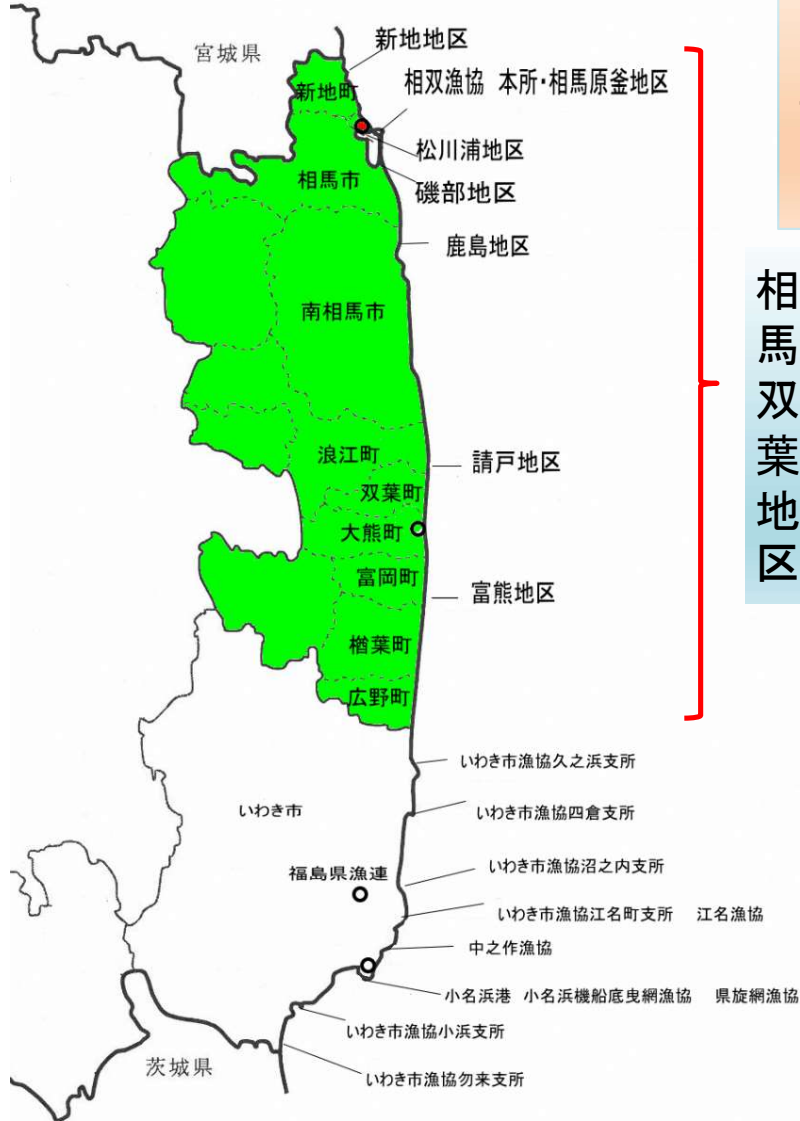 宮城県
新地地区
新地町
相双漁協 本所・相馬原釜地区
松川浦地区
相馬市
磯部地区
鹿島地区
南相馬市
相馬双葉地区
浪江町
請戸地区
双葉町
大熊町
富岡町
富熊地区
楢葉町
広野町
いわき市漁協久之浜支所
いわき市
いわき市漁協四倉支所
いわき市漁協沼之内支所
福島県漁連
いわき市漁協江名町支所 江名漁協
中之作漁協
小名浜港 小名浜機船底曳網漁協 県旋網漁協
いわき市漁協小浜支所
茨城県
いわき市漁協勿来支所